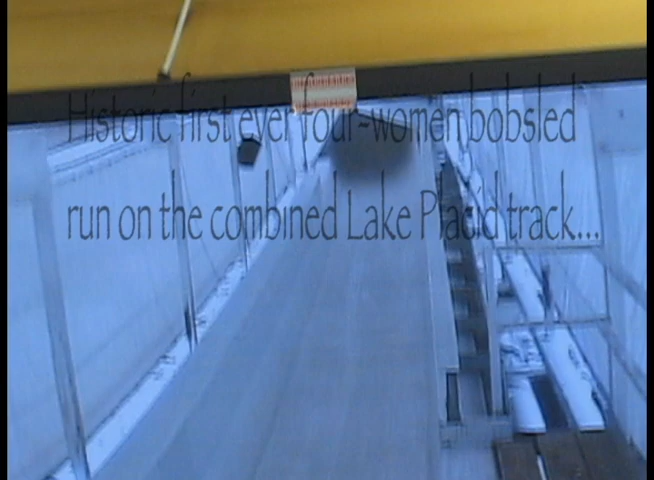 Historic first ever four-women bobsled
run on the combined Lake Placid track...